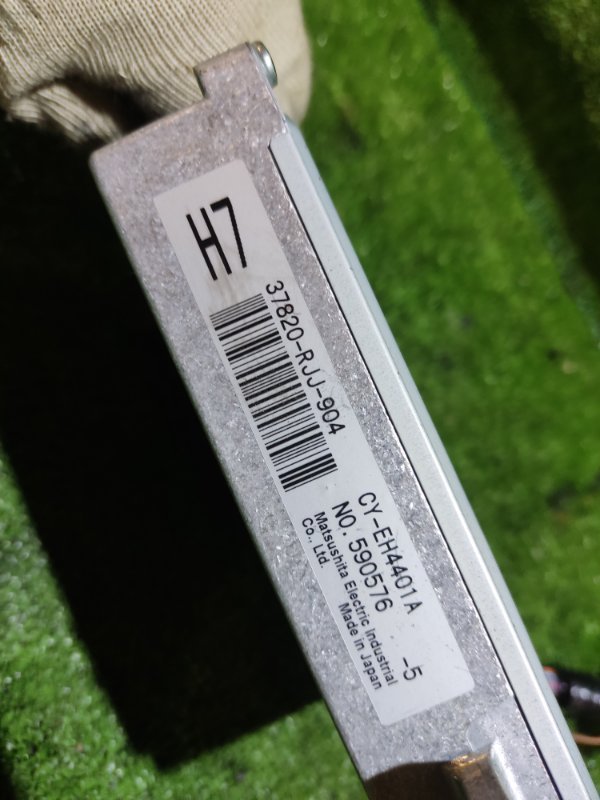 H7
37820-RJJ-904
CY-EH4401A
NO. 590576 -5
Matsushita Electric Industrial
Co., Ltd. Made in Japan